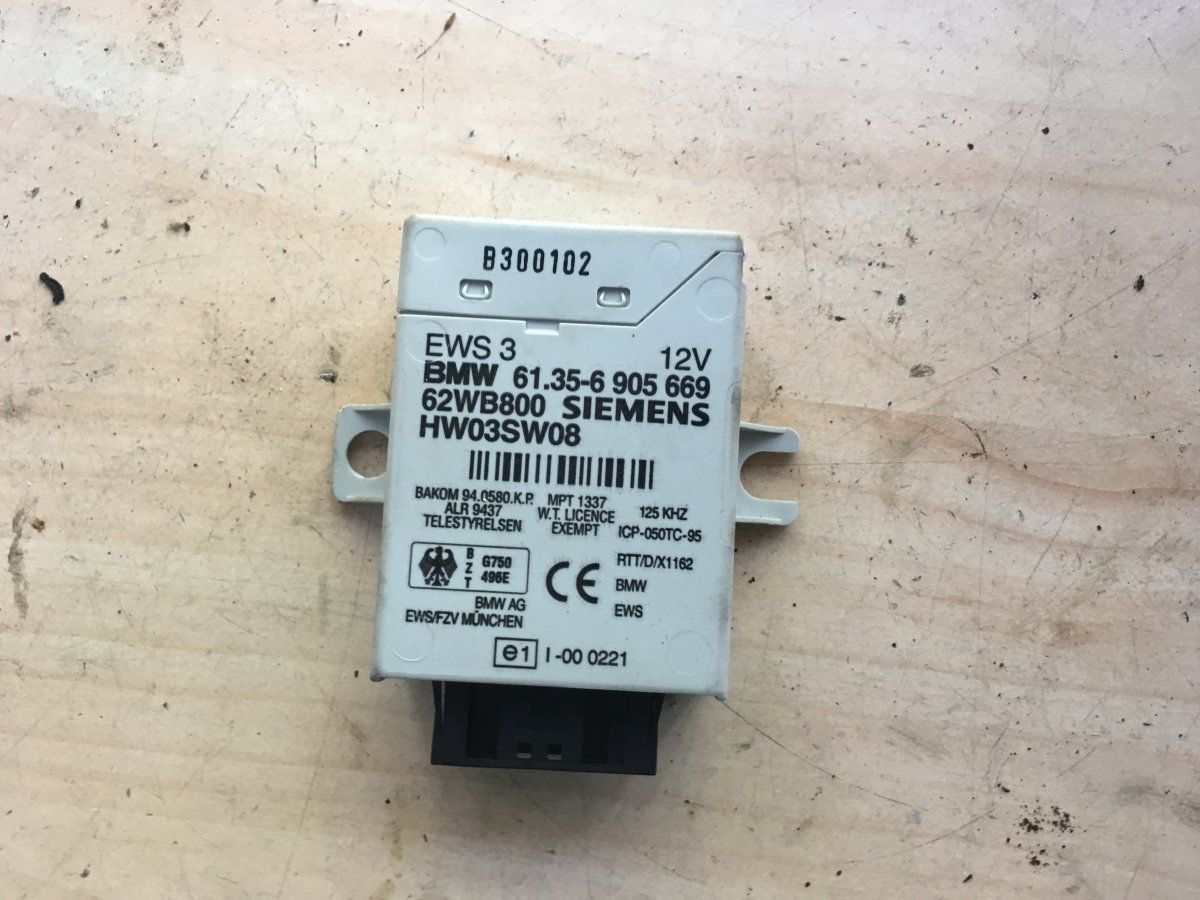 B300102
EWS 3 12V
BMW 61.35-6 905 669
62WB800 SIEMENS
HW03SW08
BAKOM 94.0580.K.P. MPT 1337 125 KHZ
ALR 9437 W.T. LICENCE
TELESTYRELSEN EXEMPT ICP-050TC-95
B Z T G750 496E
CE
RTT/D/X1162
BMW
EWS
BMW AG
EWS/FZV MÜNCHEN
e1 I-00 0221